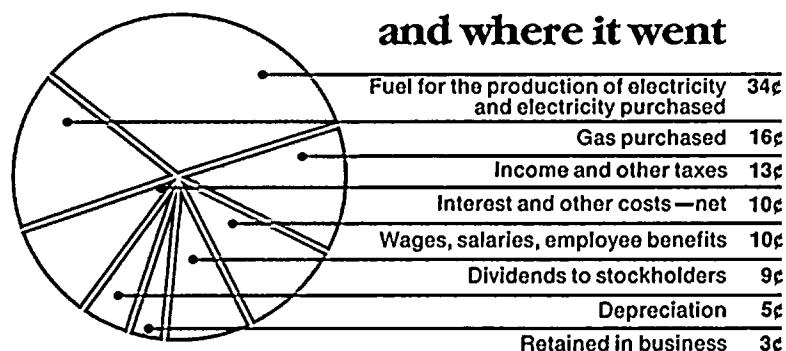 and where it went
Fuel for the production of electricity 34¢
and electricity purchased
Gas purchased 16¢
Income and other taxes 13¢
Interest and other costs—net 10¢
Wages, salaries, employee benefits 10¢
Dividends to stockholders 9¢
Depreciation 5¢
Retained in business 3¢